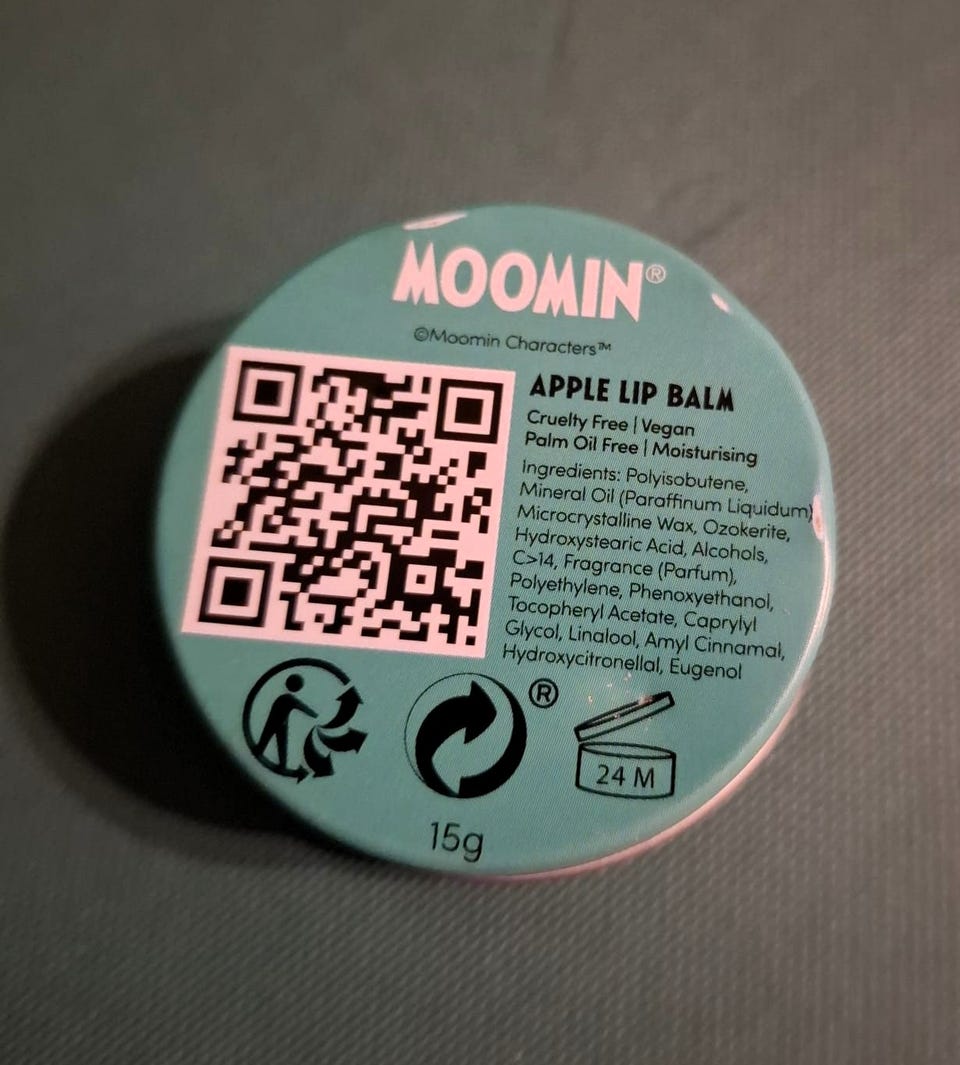 MOOMIN®
©Moomin Characters™
APPLE LIP BALM
Cruelty Free | Vegan
Palm Oil Free | Moisturising
Ingredients: Polyisobutene,
Mineral Oil (Paraffinum Liquidum)
Microcrystalline Wax, Ozokerite,
Hydroxystearic Acid, Alcohols,
C>14, Fragrance (Parfum),
Polyethylene, Phenoxyethanol,
Tocopheryl Acetate, Caprylyl
Glycol, Linalool, Amyl Cinnamal,
Hydroxycitronellal, Eugenol
®
24 M
15g